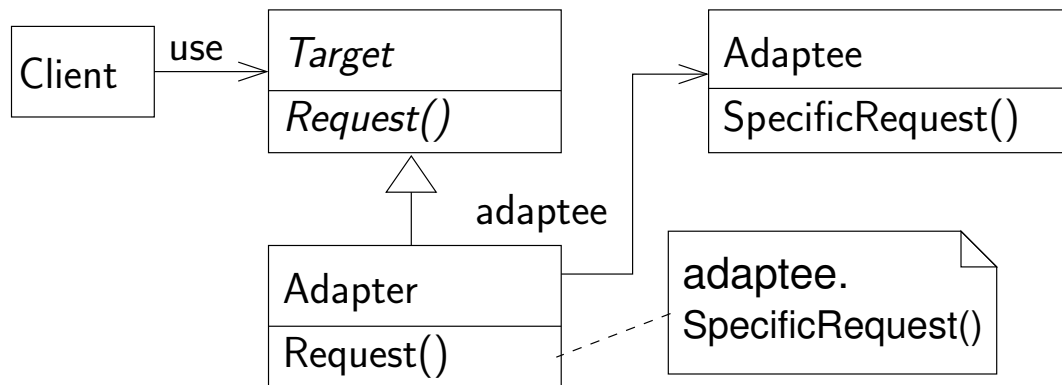 Client
use
Target
Request()
Adaptee
SpecificRequest()
adaptee
Adapter
Request()
adaptee.
SpecificRequest()